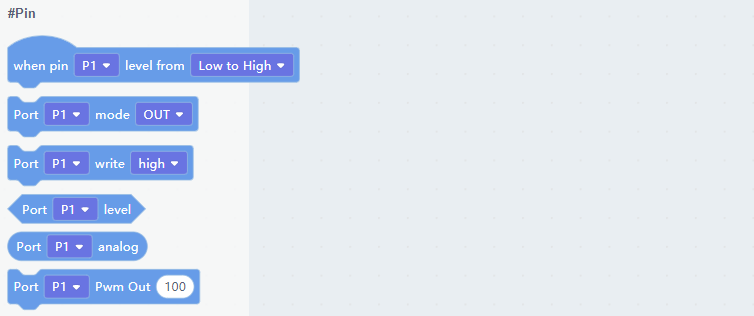 #Pin
when pin P1 level from Low to High
Port P1 mode OUT
Port P1 write high
Port P1 level
Port P1 analog
Port P1 Pwm Out 100